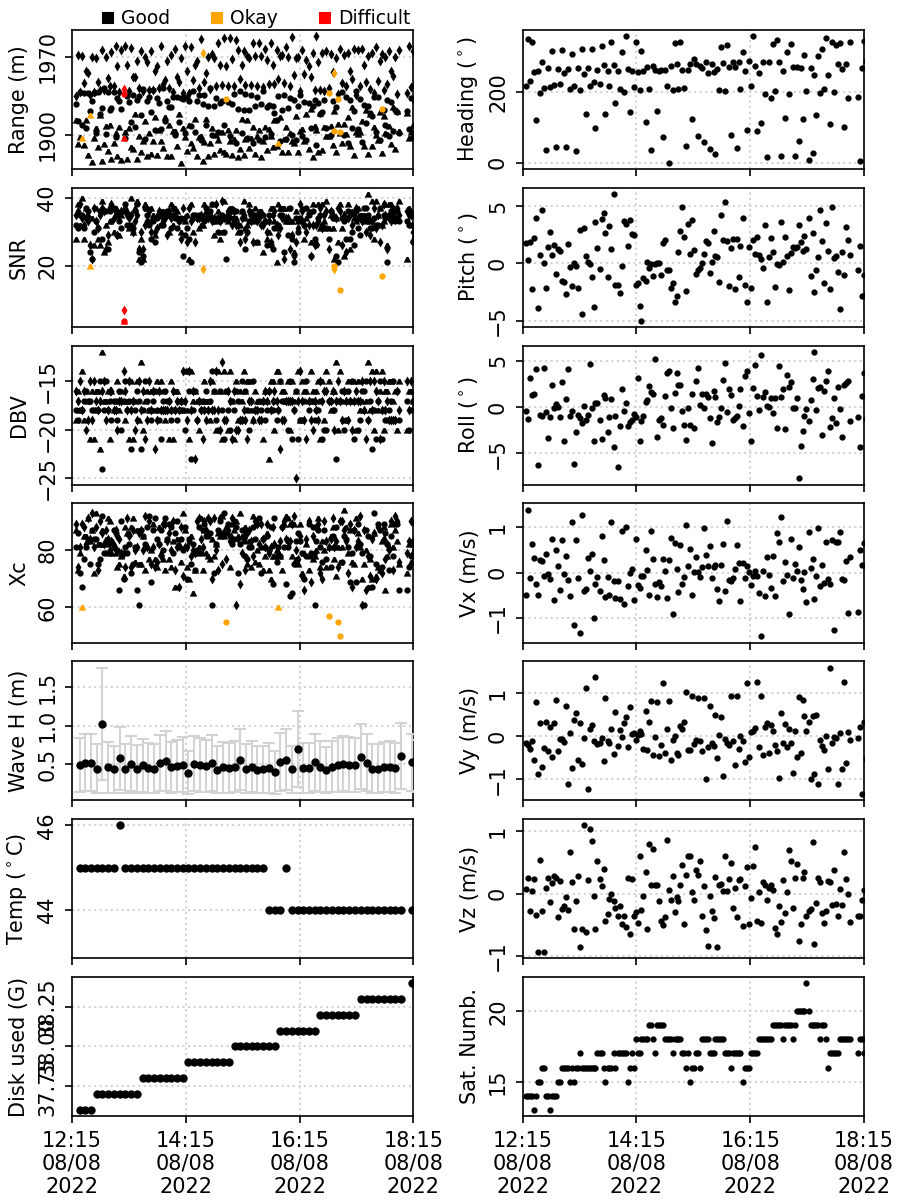 Good Okay Difficult
Range (m)
1970
1900
Heading (°)
200
0
SNR
40
20
Pitch (°)
5
0
−5
DBV
−15
−20
−25
Roll (°)
5
0
−5
Xc
80
60
Vx (m/s)
1
0
−1
Wave H (m)
1.5
1.0
0.5
Vy (m/s)
1
0
−1
Temp (°C)
46
44
Vz (m/s)
1
0
−1
Disk used (G)
38.25
38.00
37.75
Sat. Numb.
20
15
12:15 14:15 16:15 18:15 12:15 14:15 16:15 18:15
08/08 08/08 08/08 08/08 08/08 08/08 08/08 08/08
2022 2022 2022 2022 2022 2022 2022 2022